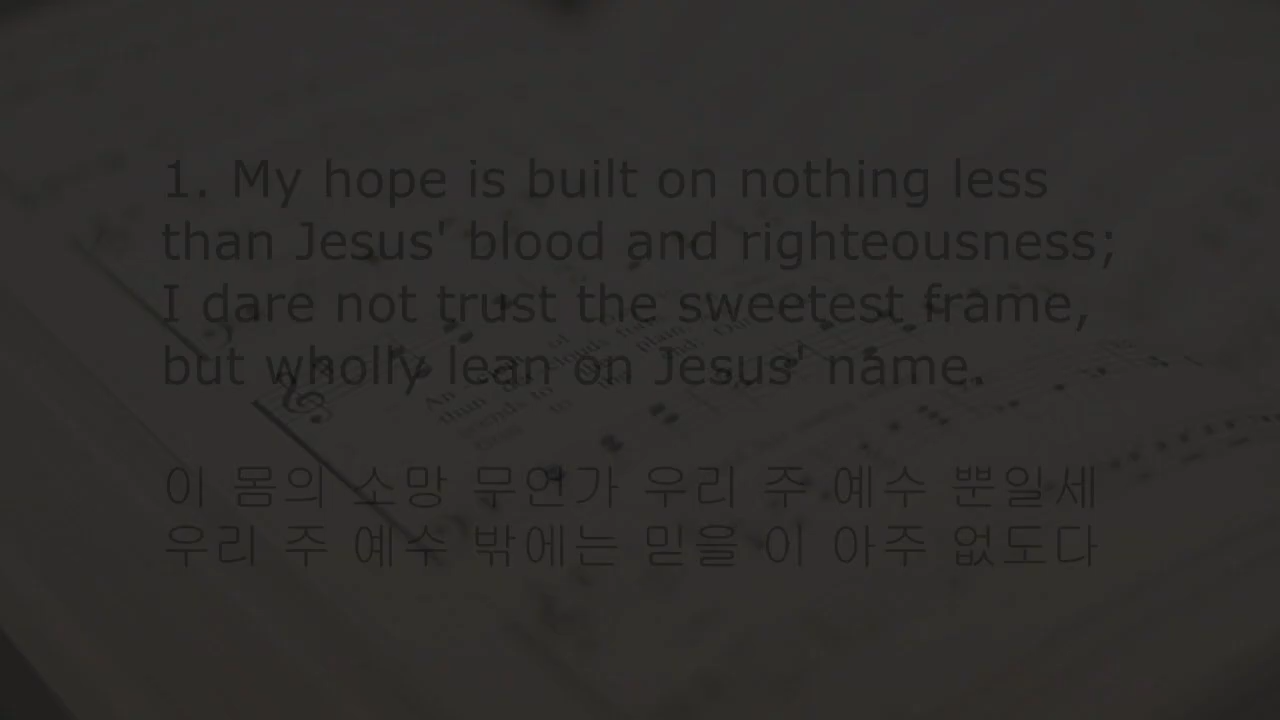 1. My hope is built on nothing less
than Jesus' blood and righteousness;
I dare not trust the sweetest frame,
but wholly lean on Jesus' name.
이 몸의 소망 무언가 우리 주 예수 뿐일세
우리 주 예수 밖에는 믿을 이 아주 없도다